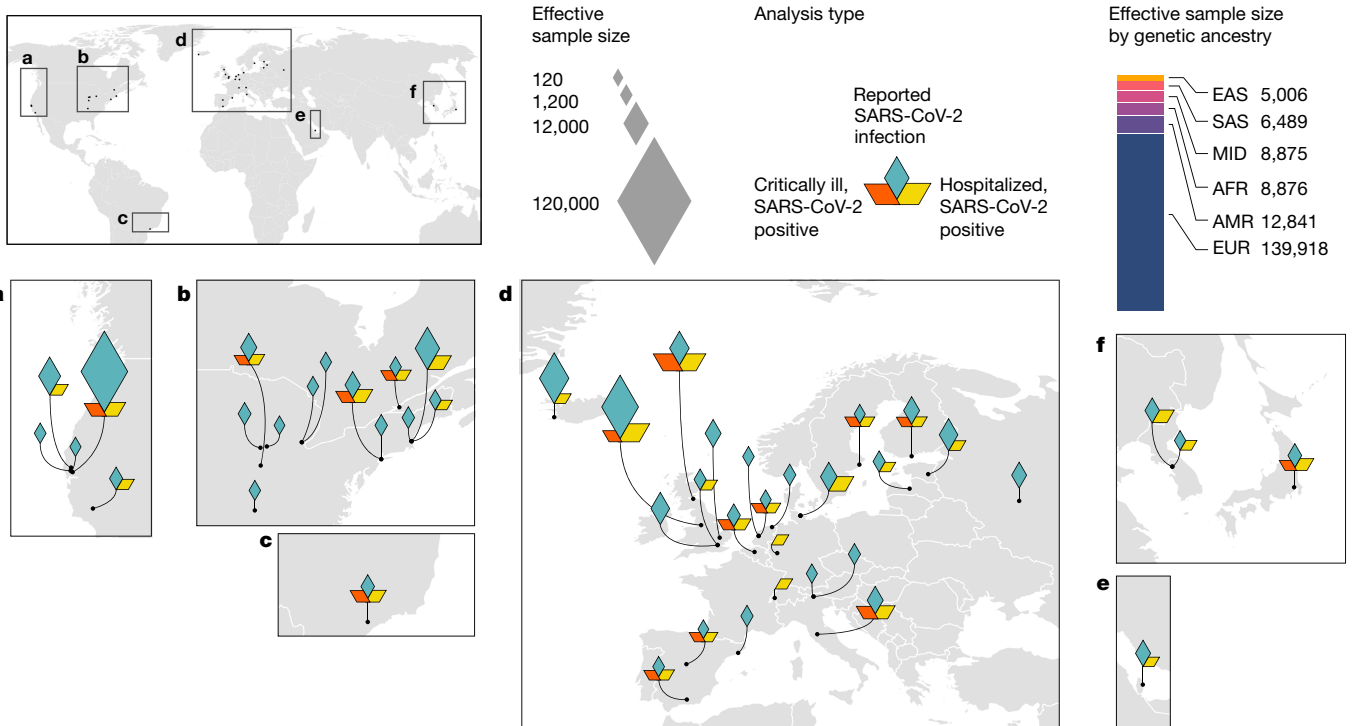 a
b
c
d
e
f
Effective
sample size
120
1,200
12,000
120,000
Analysis type
Reported
SARS-CoV-2
infection
Critically ill,
SARS-CoV-2
positive
Hospitalized,
SARS-CoV-2
positive
Effective sample size
by genetic ancestry
EAS 5,006
SAS 6,489
MID 8,875
AFR 8,876
AMR 12,841
EUR 139,918
a
b
c
d
f
e